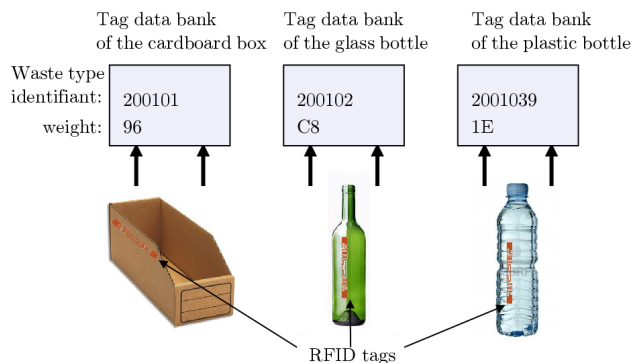 Tag data bank
of the cardboard box
Tag data bank
of the glass bottle
Tag data bank
of the plastic bottle
Waste type
identifiant:
200101
200102
2001039
weight:
96
C8
1E
RFID tags